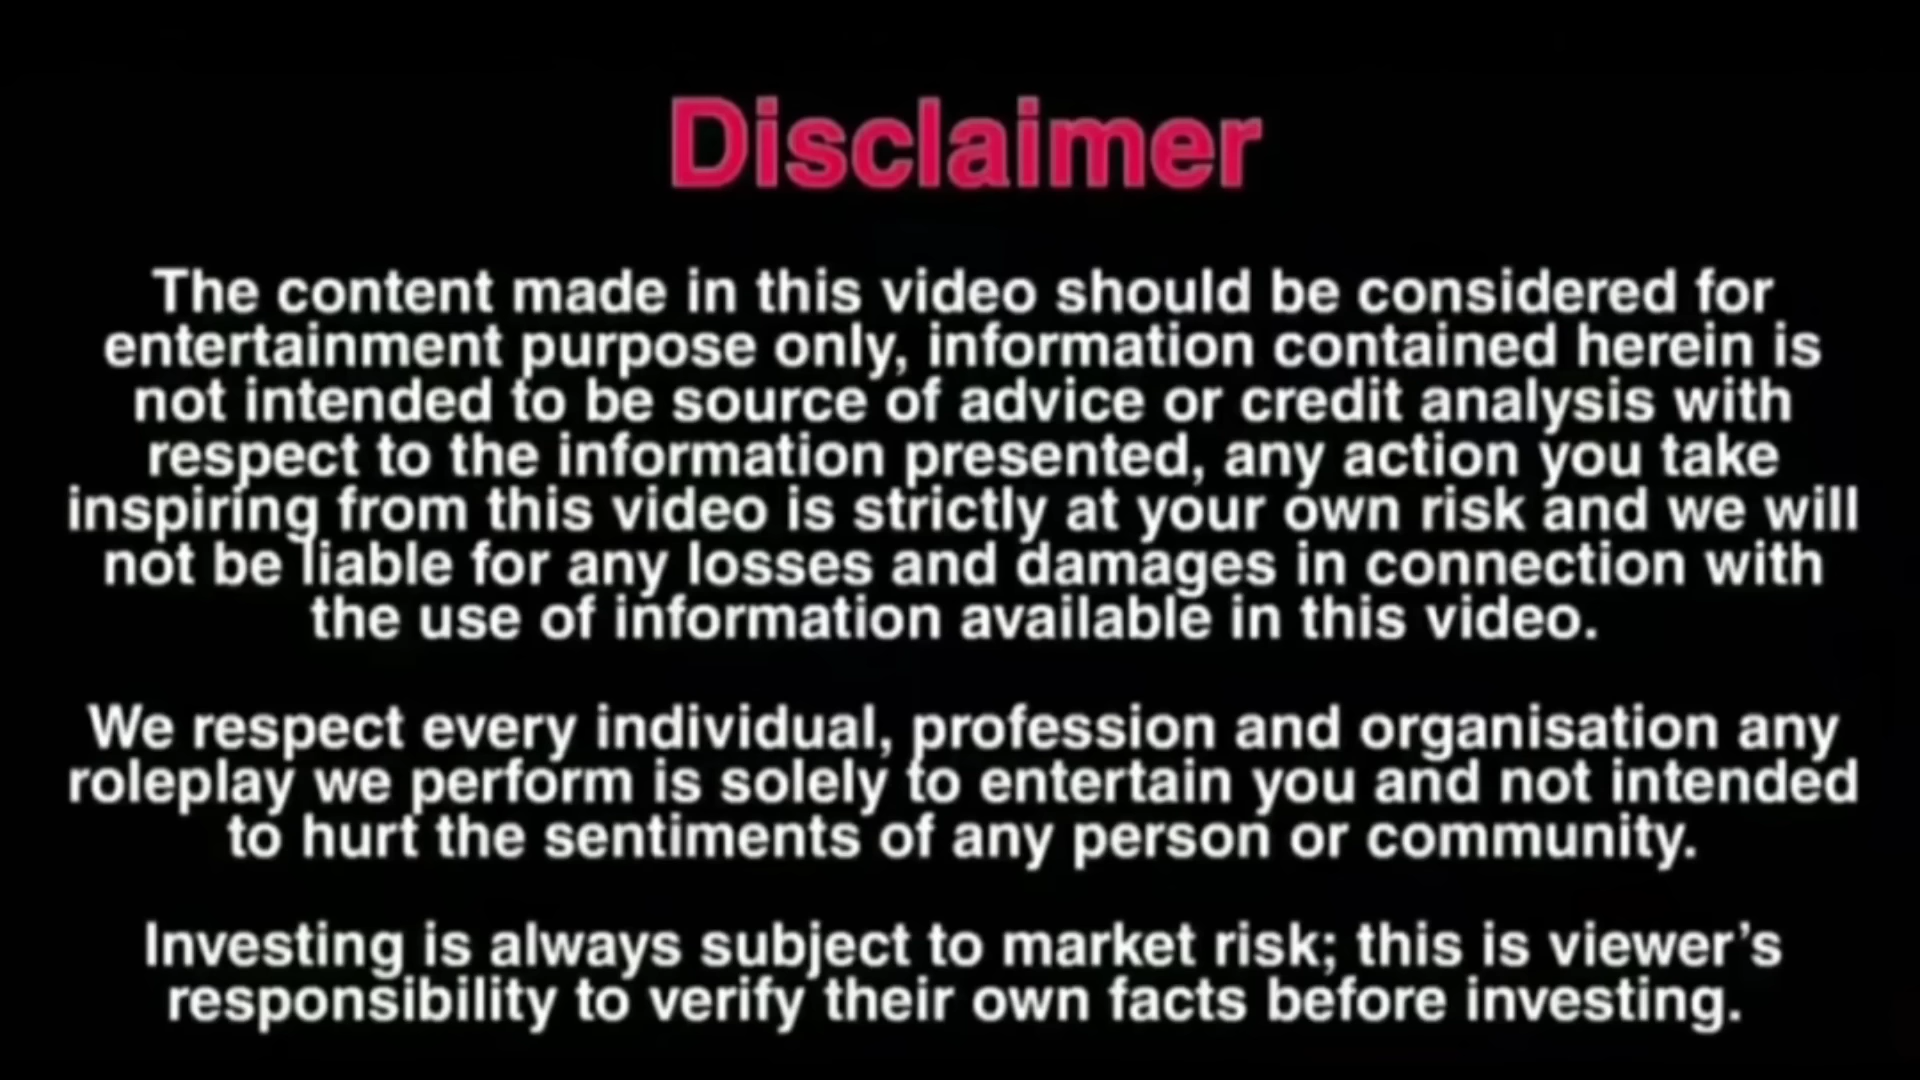 Disclaimer
The content made in this video should be considered for
entertainment purpose only, information contained herein is
not intended to be source of advice or credit analysis with
respect to the information presented, any action you take
inspiring from this video is strictly at your own risk and we will
not be liable for any losses and damages in connection with
the use of information available in this video.
We respect every individual, profession and organisation any
roleplay we perform is solely to entertain you and not intended
to hurt the sentiments of any person or community.
Investing is always subject to market risk; this is viewer’s
responsibility to verify their own facts before investing.